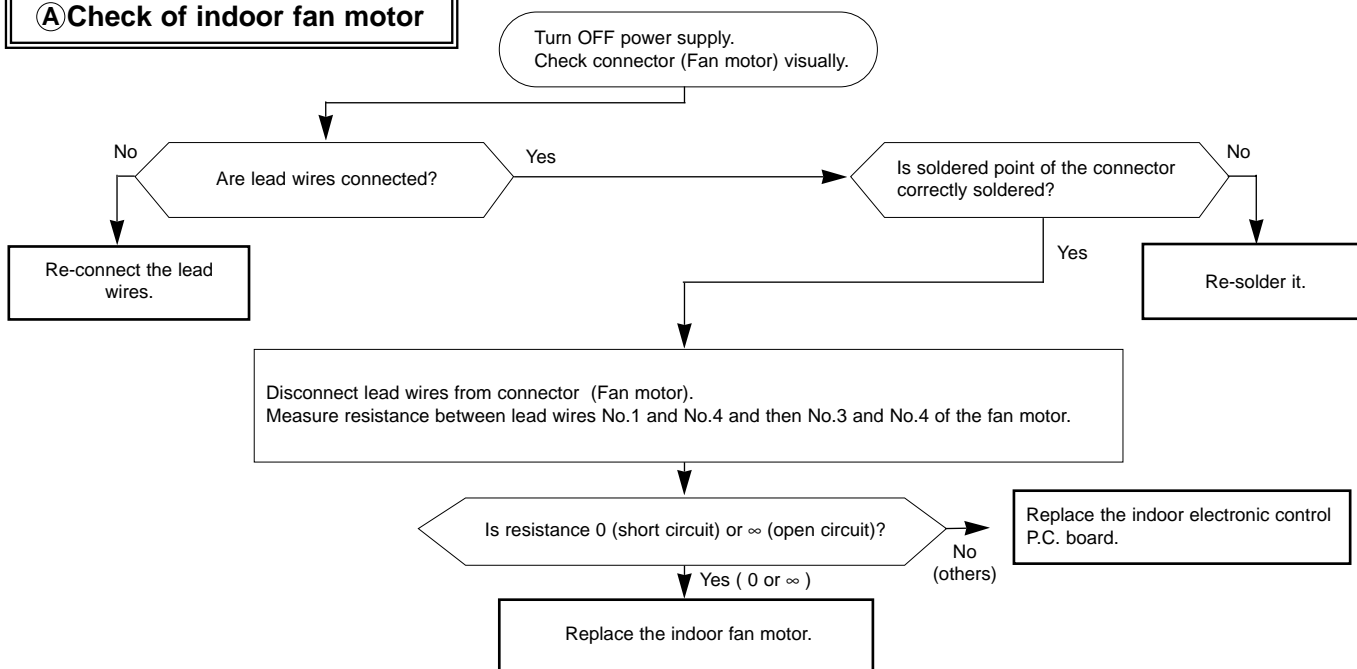 ⒶCheck of indoor fan motor
Turn OFF power supply.
Check connector (Fan motor) visually.
No
Are lead wires connected?
Yes
Is soldered point of the connector
correctly soldered?
No
Re-connect the lead
wires.
Yes
Re-solder it.
Disconnect lead wires from connector (Fan motor).
Measure resistance between lead wires No.1 and No.4 and then No.3 and No.4 of the fan motor.
Is resistance 0 (short circuit) or ∞ (open circuit)?
No
(others)
Replace the indoor electronic control
P.C. board.
Yes ( 0 or ∞ )
Replace the indoor fan motor.